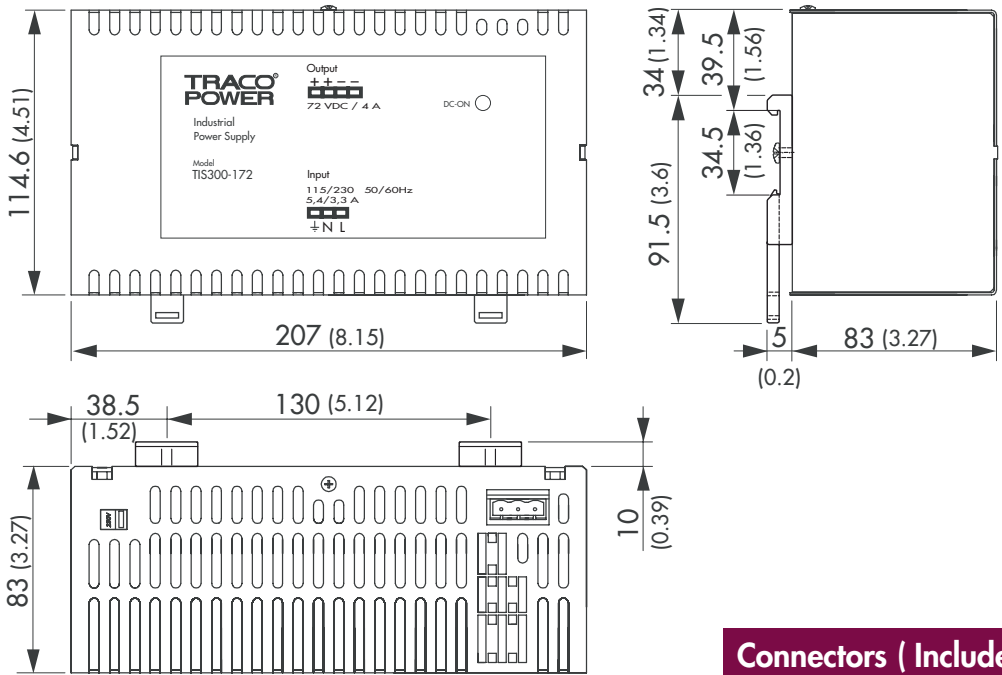 114.6 (4.51)
TRACO®
POWER
Industrial
Power Supply
Model
TIS300-172
Output
++--
72 VDC / 4 A
DC-ON
Input
115/230 50/60Hz
5,4/3,3 A
⏚ N L
207 (8.15)
34 (1.34)
39.5
(1.56)
34.5
(1.36)
91.5 (3.6)
5
(0.2)
83 (3.27)
38.5
(1.52)
130 (5.12)
10
(0.39)
83 (3.27)
230V
Connectors ( Include